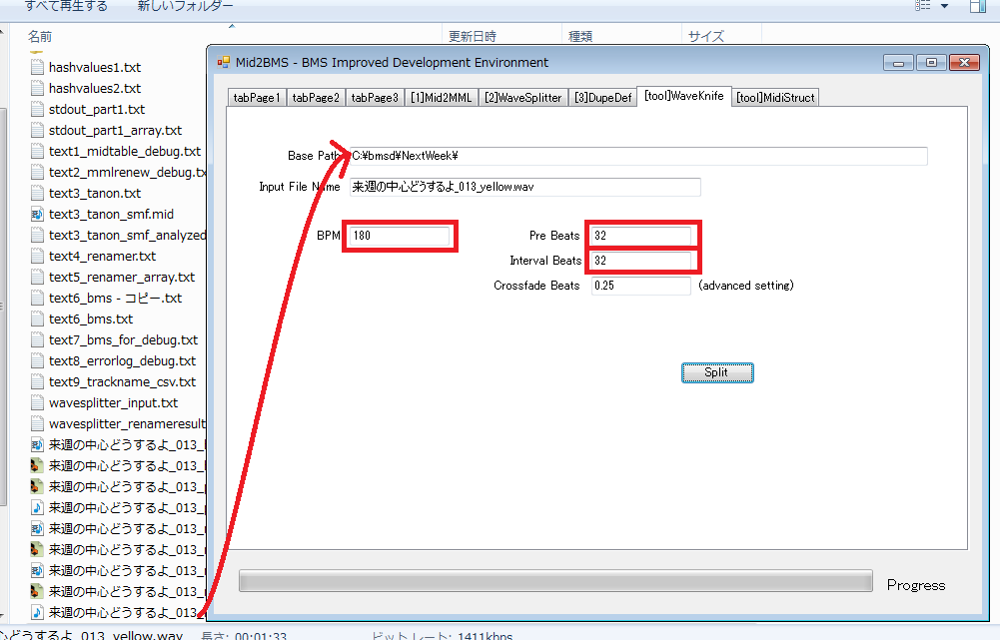 すべて再生する 新しいフォルダー
名前 更新日時 種類 サイズ
hashvalues1.txt
hashvalues2.txt
stdout_part1.txt
stdout_part1_array.txt
text1_midtable_debug.txt
text2_mmlrenew_debug.tx
text3_tanon.txt
text3_tanon_smf.mid
text3_tanon_smf_analyzed
text4_renamer.txt
text5_renamer_array.txt
text6_bms - コピー.txt
text6_bms.txt
text7_bms_for_debug.txt
text8_errorlog_debug.txt
text9_trackname_csv.txt
wavesplitter_input.txt
wavesplitter_renameresult
来週の中心どうするよ_013_
来週の中心どうするよ_013_
来週の中心どうするよ_013_
来週の中心どうするよ_013_
来週の中心どうするよ_013_
来週の中心どうするよ_013_
来週の中心どうするよ_013_
来週の中心どうするよ_013_
来週の中心どうするよ_013_
Mid2BMS - BMS Improved Development Environment
tabPage1 tabPage2 tabPage3 [1]Mid2MML [2]WaveSplitter [3]DupeDef [tool]WaveKnife [tool]MidiStruct
Base Path C:¥bmsd¥NextWeek¥
Input File Name 来週の中心どうするよ_013_yellow.wav
BPM 180 Pre Beats 32
Interval Beats 32
Crossfade Beats 0.25 (advanced setting)
Split
Progress
心どうするよ_013_yellow.wav 長さ: 00:01:33 ビット レート: 1411kbps